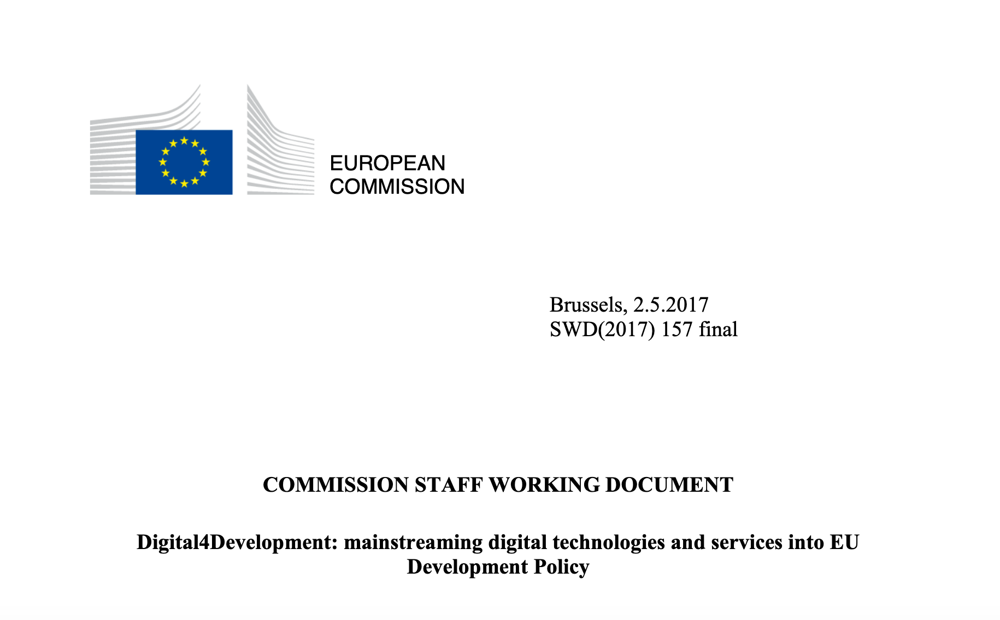 EUROPEAN
COMMISSION
Brussels, 2.5.2017
SWD(2017) 157 final
COMMISSION STAFF WORKING DOCUMENT
Digital4Development: mainstreaming digital technologies and services into EU
Development Policy